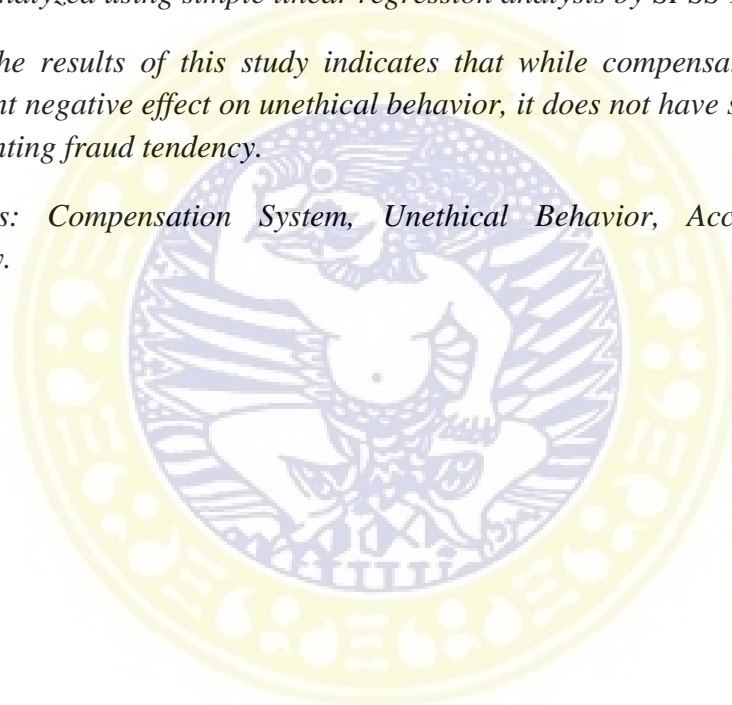 nalyzed using simple linear regression analysis by SPSS
he results of this study indicates that while compensa
nt negative effect on unethical behavior, it does not have s
nting fraud tendency.
s: Compensation System, Unethical Behavior, Acc
y.